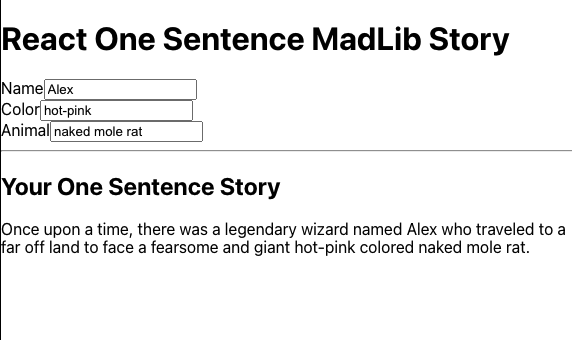 React One Sentence MadLib Story
Name Alex
Color hot-pink
Animal naked mole rat
Your One Sentence Story
Once upon a time, there was a legendary wizard named Alex who traveled to a
far off land to face a fearsome and giant hot-pink colored naked mole rat.